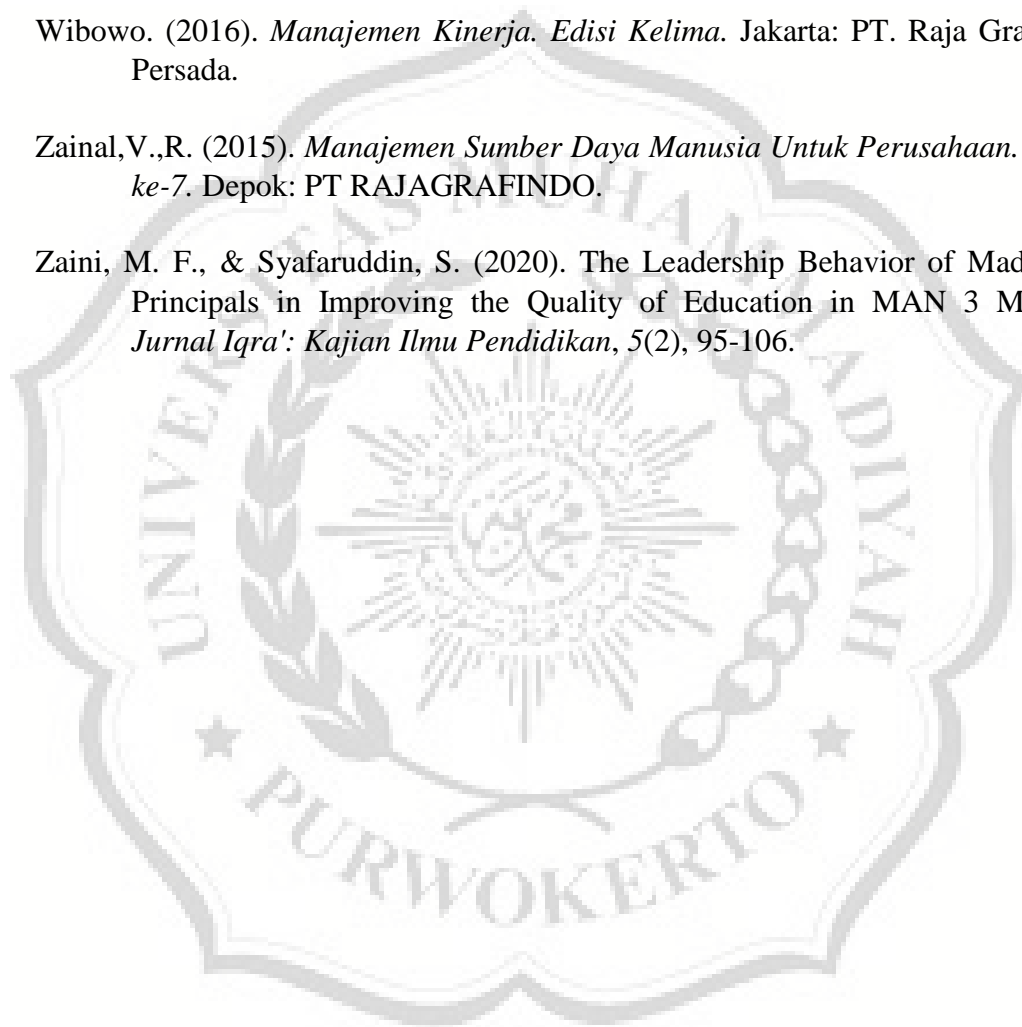 Wibowo. (2016). Manajemen Kinerja. Edisi Kelima. Jakarta: PT. Raja Gra
Persada.
Zainal,V.,R. (2015). Manajemen Sumber Daya Manusia Untuk Perusahaan.
ke-7. Depok: PT RAJAGRAFINDO.
Zaini, M. F., & Syafaruddin, S. (2020). The Leadership Behavior of Mad
Principals in Improving the Quality of Education in MAN 3 M
Jurnal Iqra': Kajian Ilmu Pendidikan, 5(2), 95-106.
UNIVERSITAS MUHAMMADIYAH
PURWOKERTO